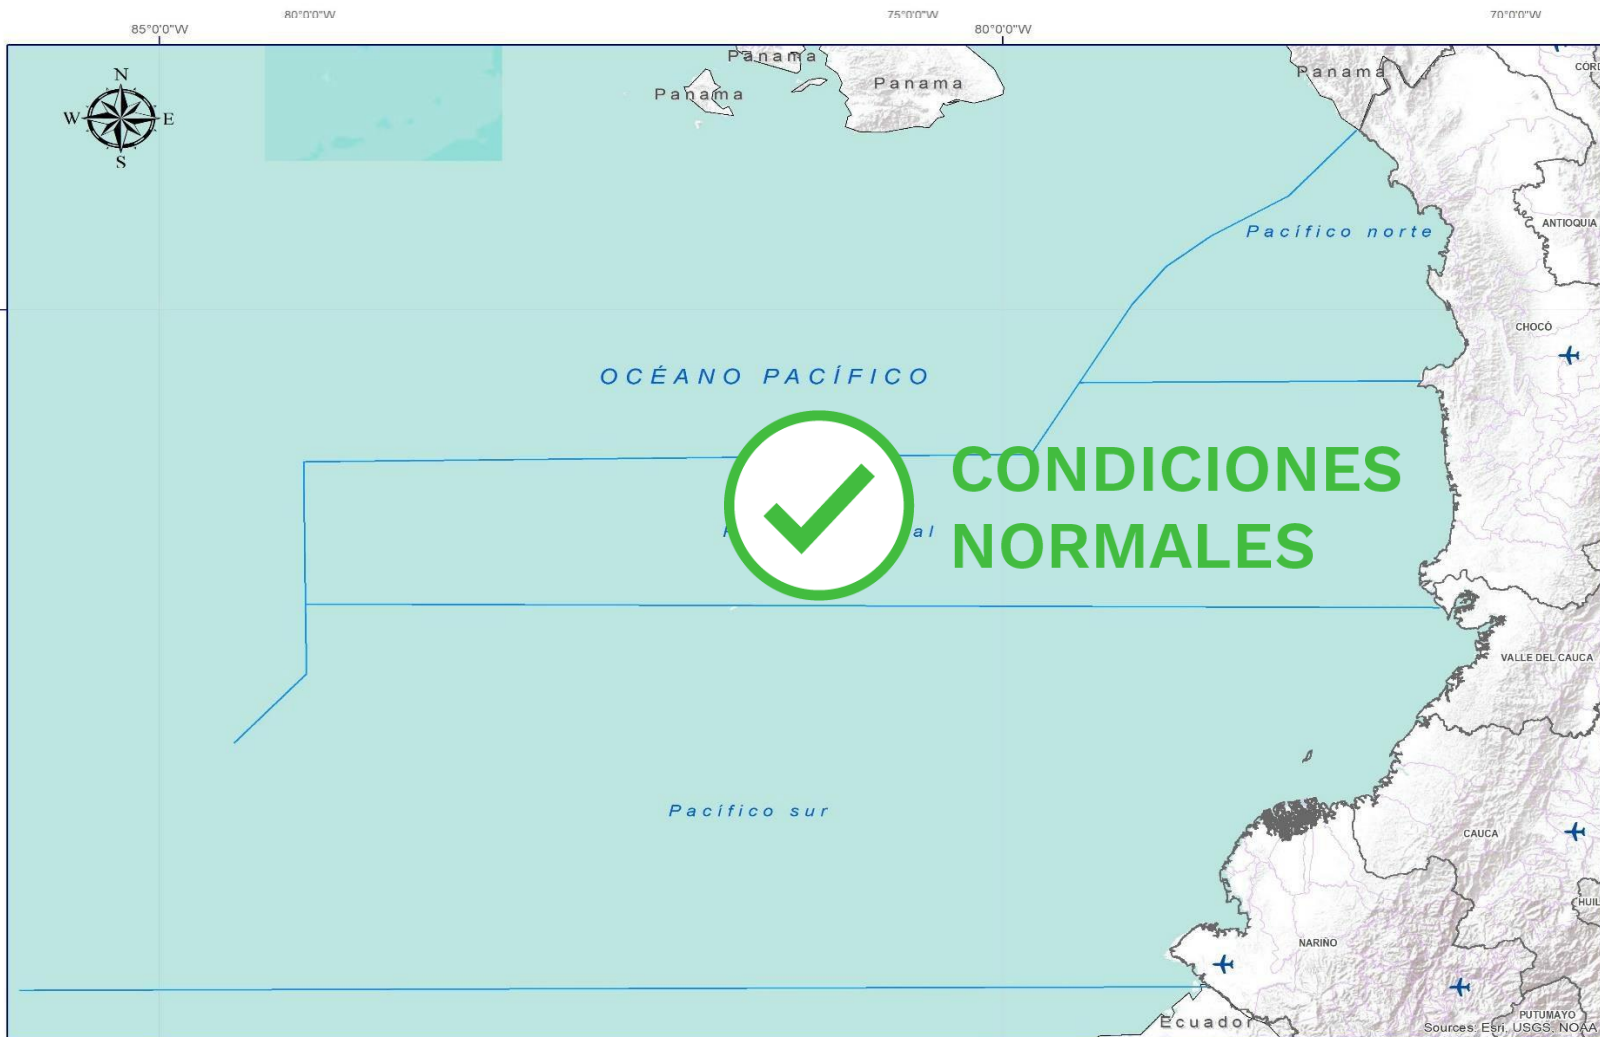 80°0'0"W
75°0'0"W
70°0'0"W
85°0'0"W
80°0'0"W
N
W
E
S
Panama
Panama
Panama
Panama
Pacífico norte
ANTIOQUIA
CHOCÓ
OCÉANO PACÍFICO
CONDICIONES
NORMALES
VALLE DEL CAUCA
Pacífico sur
CAUCA
NARIÑO
Ecuador
PUTUMAYO
Sources: Esri, USGS, NOAA